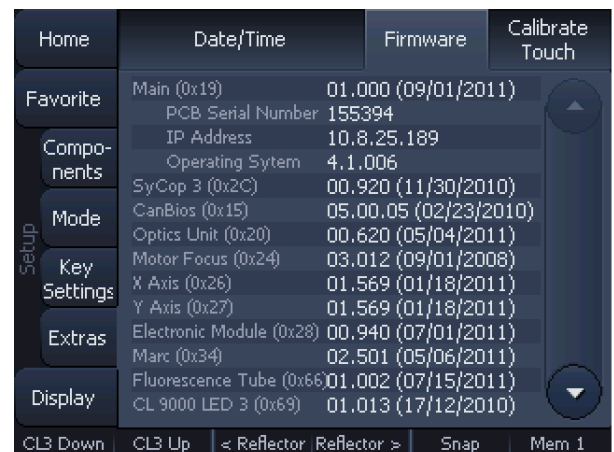 Home
Date/Time
Firmware
Calibrate
Touch
Favorite
Compo-
nents
Mode
Setup
Key
Settings
Extras
Display
Main (0x19) 01.000 (09/01/2011)
PCB Serial Number 155394
IP Address 10.8.25.189
Operating Sytem 4.1.006
SyCop 3 (0x2C) 00.920 (11/30/2010)
CanBios (0x15) 05.00.05 (02/23/2010)
Optics Unit (0x20) 00.620 (05/04/2011)
Motor Focus (0x24) 03.012 (09/01/2008)
X Axis (0x26) 01.569 (01/18/2011)
Y Axis (0x27) 01.569 (01/18/2011)
Electronic Module (0x28) 00.940 (07/01/2011)
Marc (0x34) 02.501 (05/06/2011)
Fluorescence Tube (0x66) 01.002 (07/15/2011)
CL 9000 LED 3 (0x69) 01.013 (17/12/2010)
CL3 Down CL3 Up < Reflector Reflector > Snap Mem 1